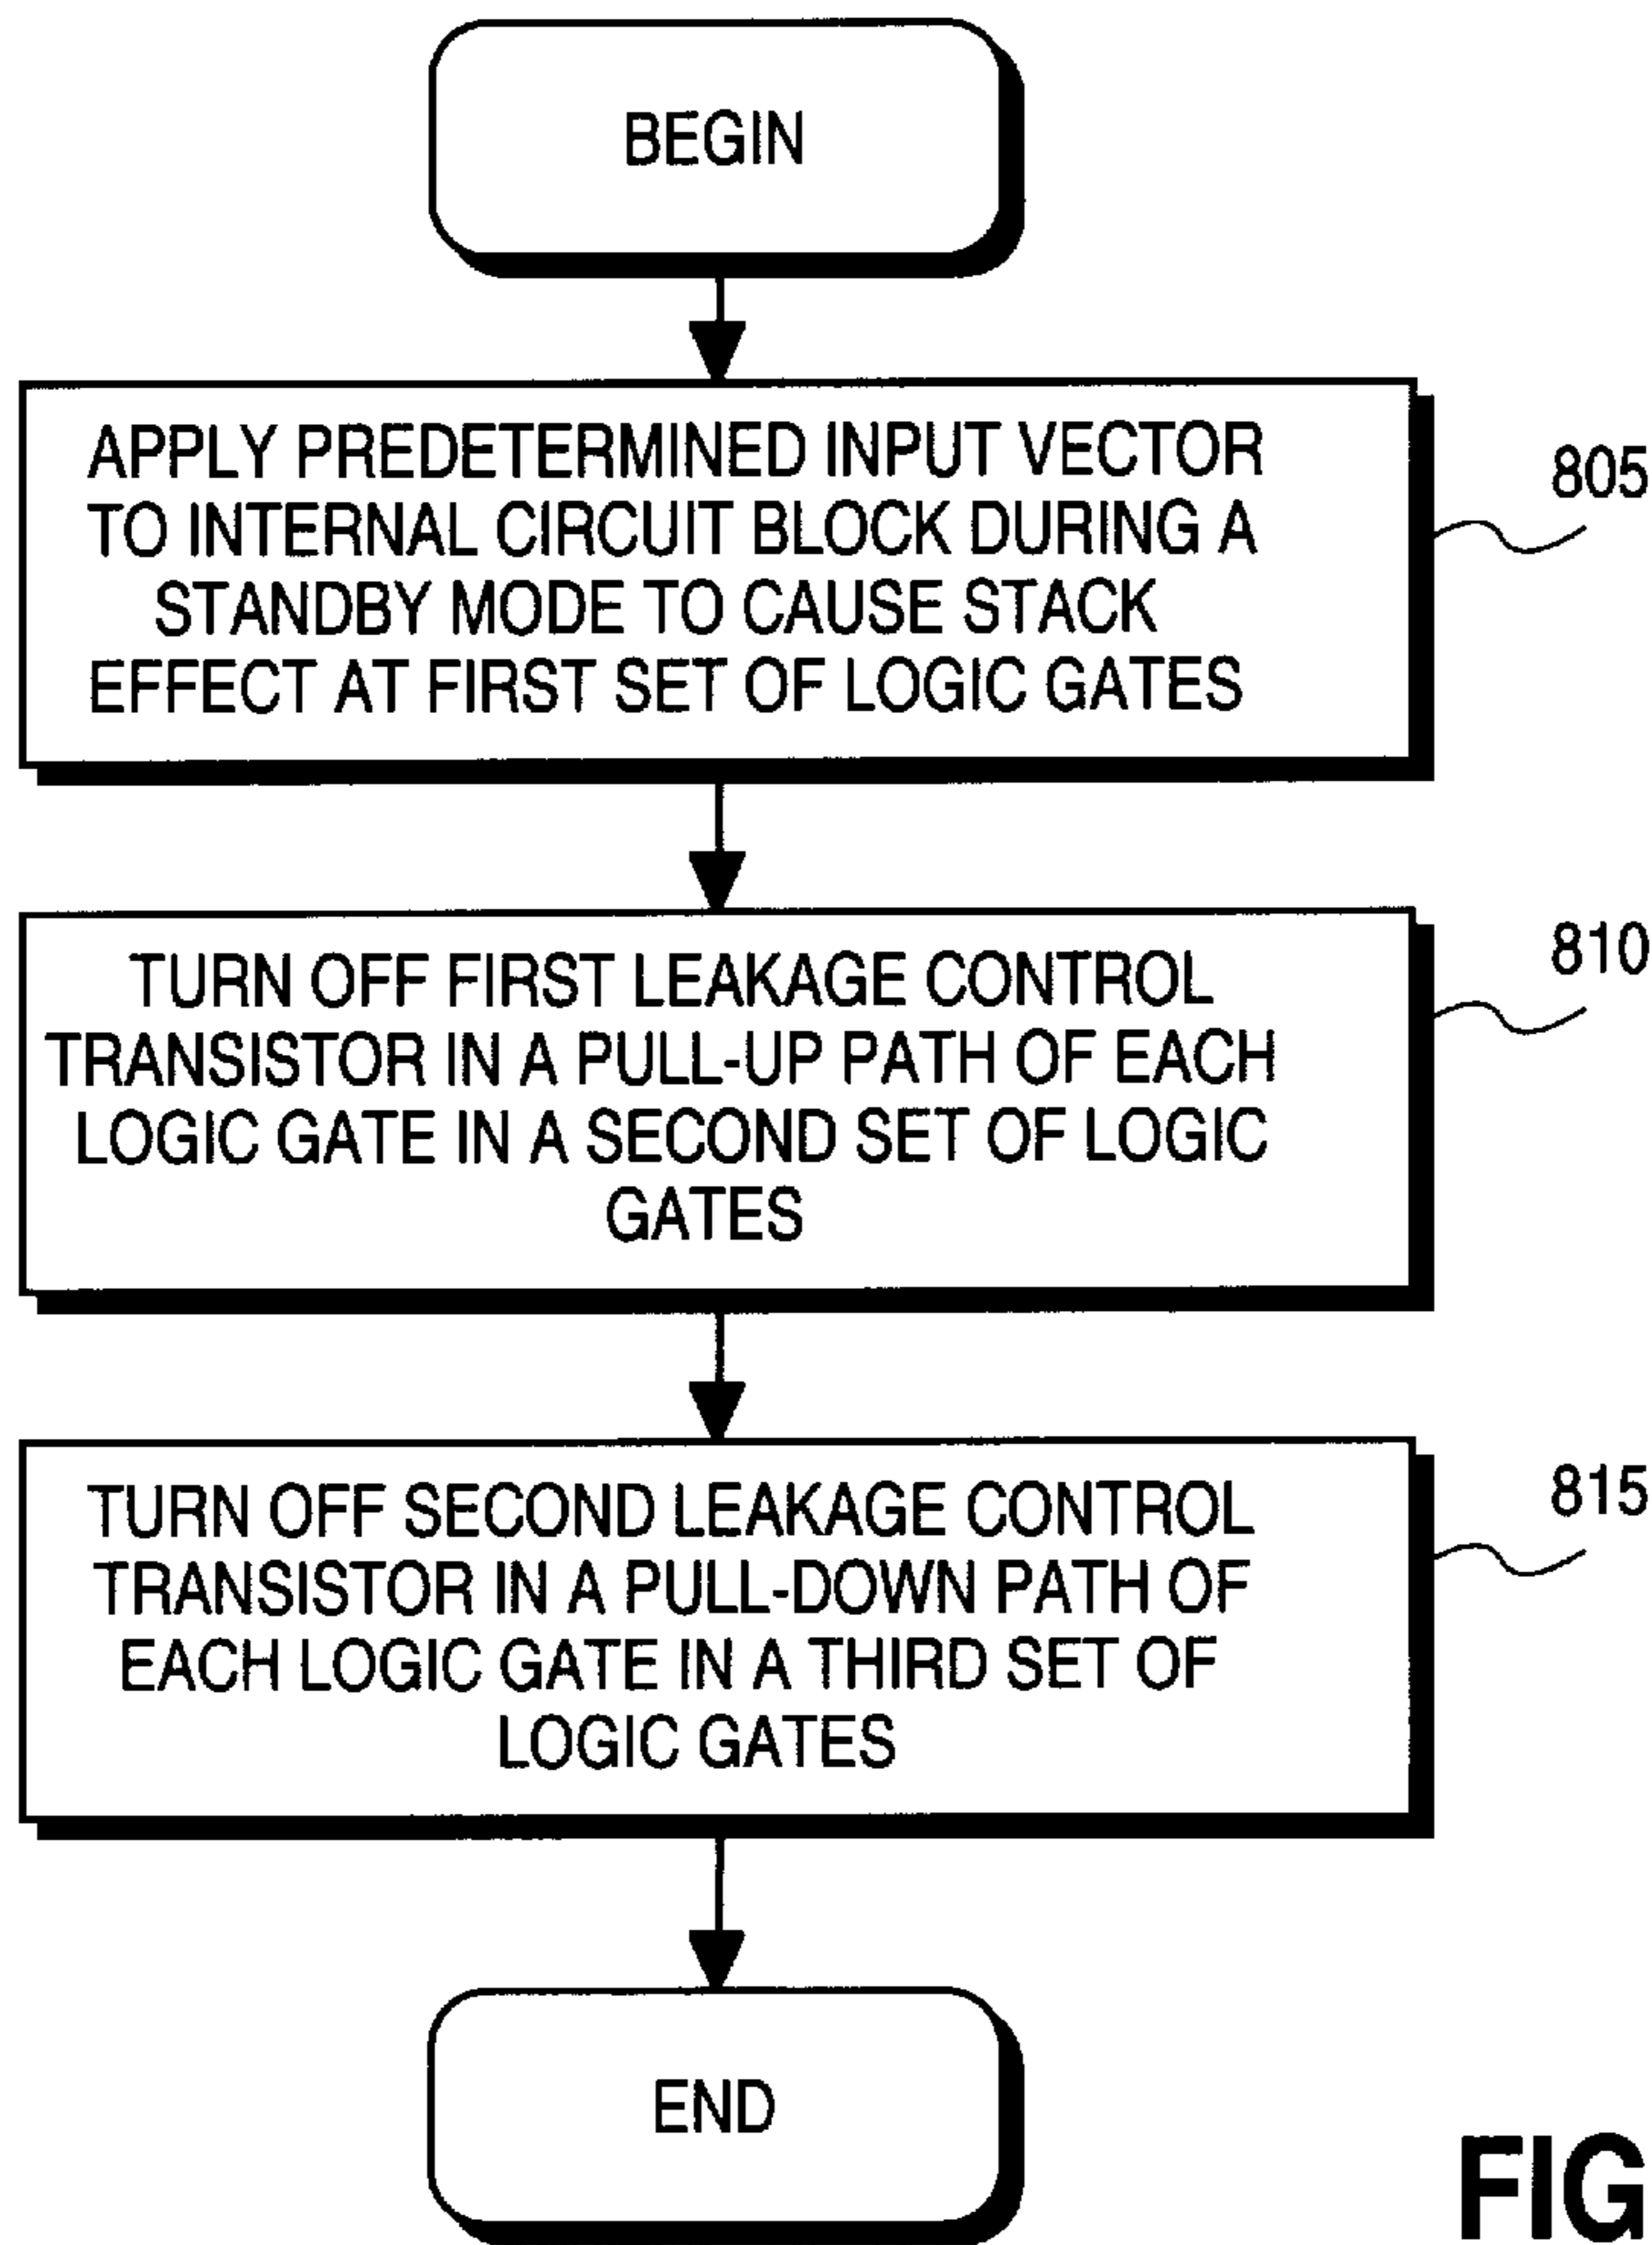 BEGIN
APPLY PREDETERMINED INPUT VECTOR
TO INTERNAL CIRCUIT BLOCK DURING A
STANDBY MODE TO CAUSE STACK
EFFECT AT FIRST SET OF LOGIC GATES
805
TURN OFF FIRST LEAKAGE CONTROL
TRANSISTOR IN A PULL-UP PATH OF EACH
LOGIC GATE IN A SECOND SET OF LOGIC
GATES
810
TURN OFF SECOND LEAKAGE CONTROL
TRANSISTOR IN A PULL-DOWN PATH OF
EACH LOGIC GATE IN A THIRD SET OF
LOGIC GATES
815
END
FIG